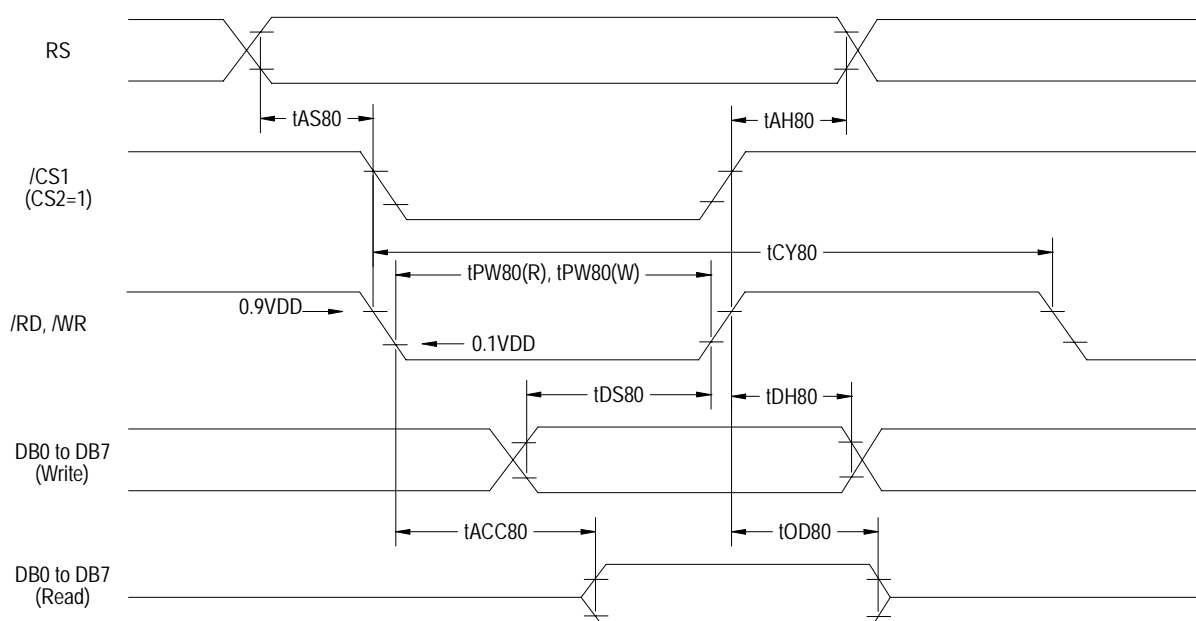 RS
tAS80
tAH80
/CS1
(CS2=1)
tCY80
tPW80(R), tPW80(W)
0.9VDD
/RD, /WR
0.1VDD
tDS80
tDH80
DB0 to DB7
(Write)
tACC80
tOD80
DB0 to DB7
(Read)